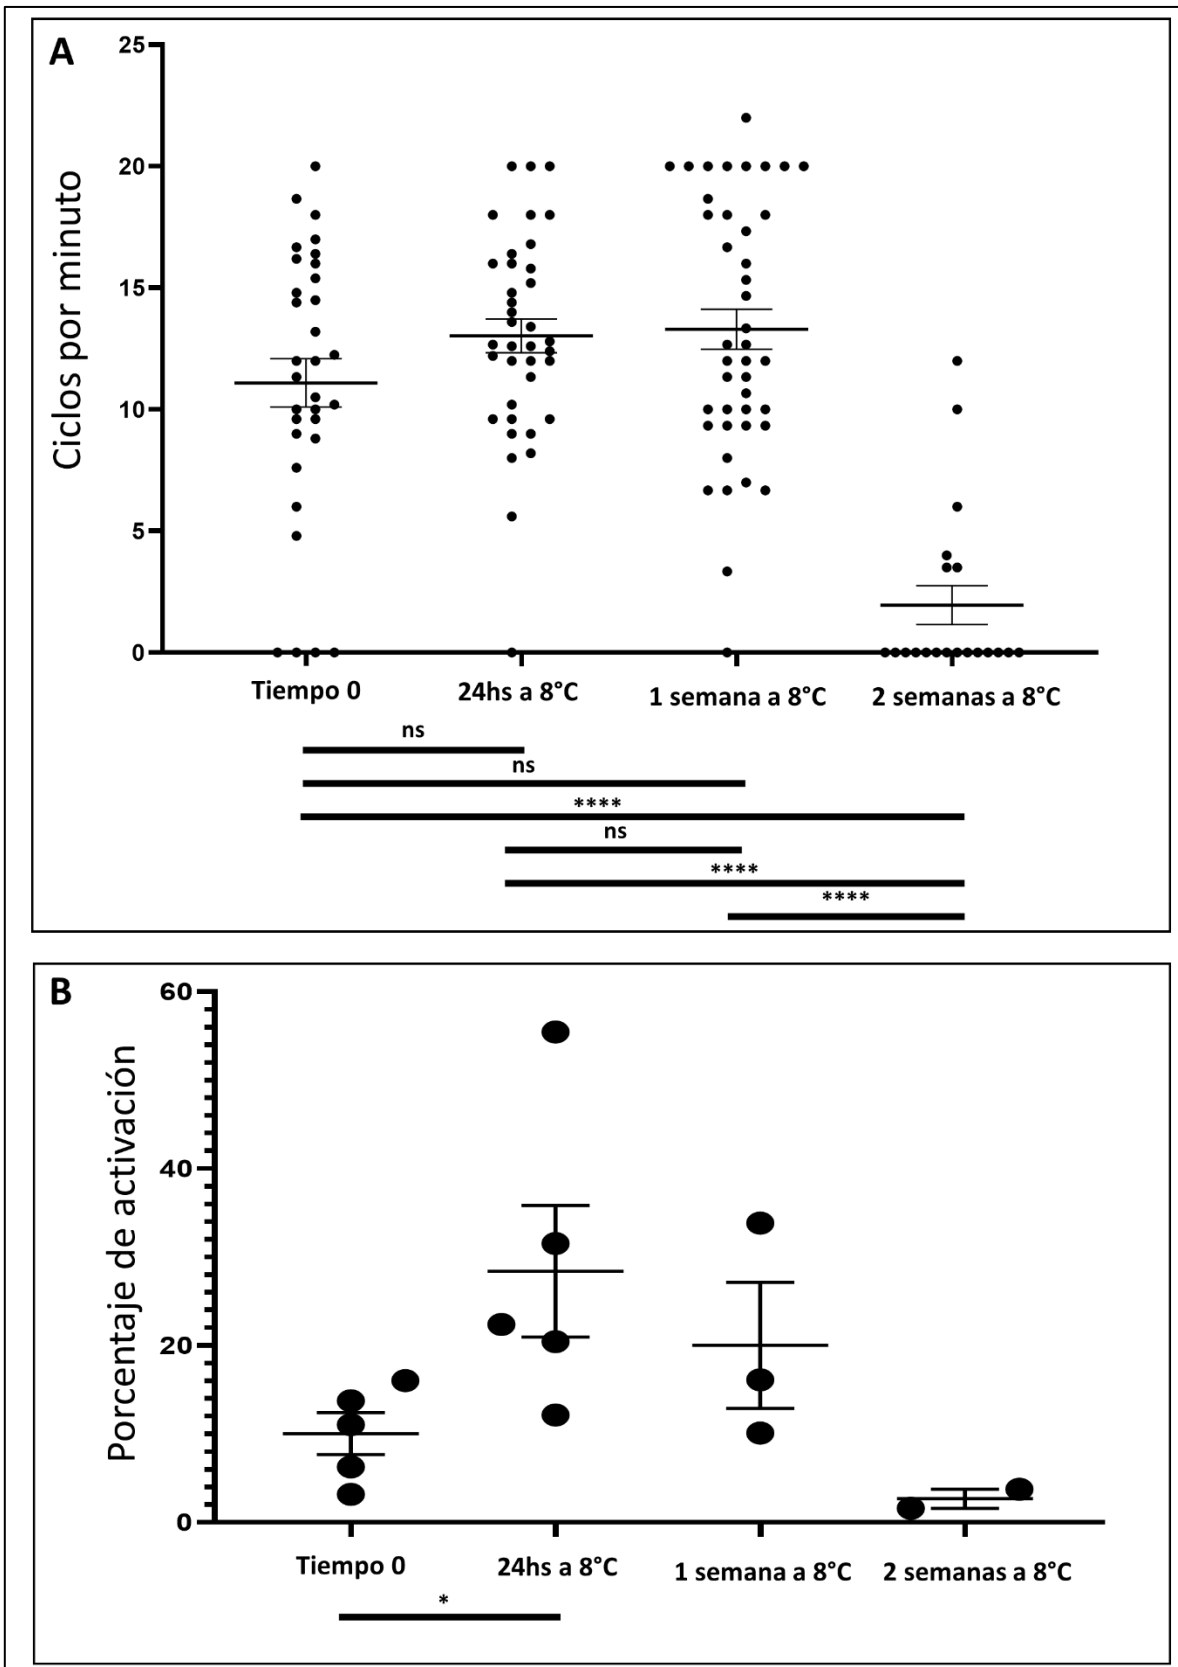 A
Ciclos por minuto
25
20
15
10
5
0
Tiempo 0
24hs a 8°C
1 semana a 8°C
2 semanas a 8°C
ns
ns
****
ns
****
****
B
Porcentaje de activación
60
40
20
0
Tiempo 0
24hs a 8°C
1 semana a 8°C
2 semanas a 8°C
*